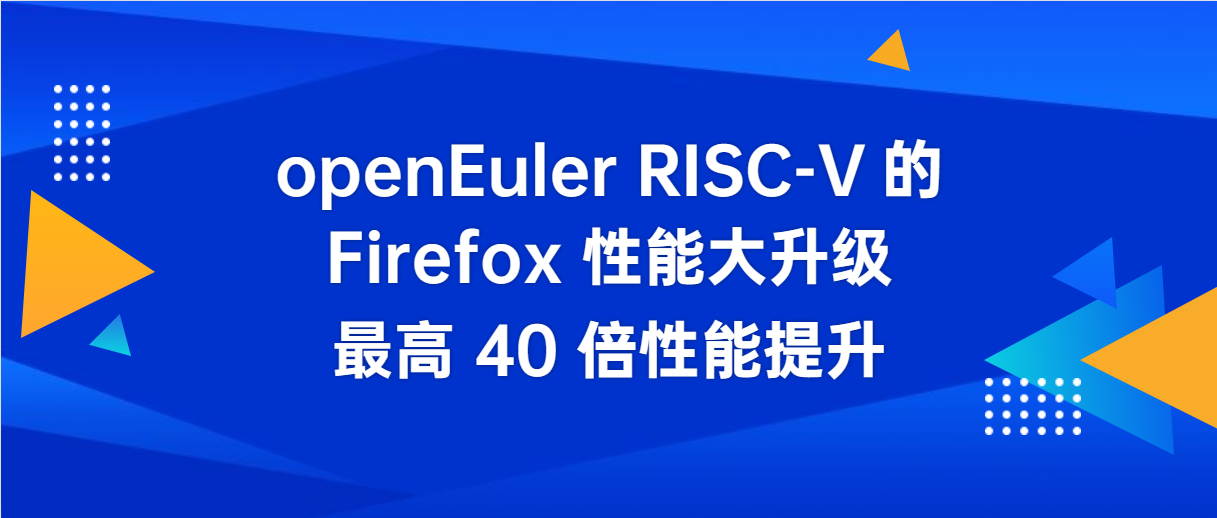 openEuler RISC-V 的
Firefox 性能大升级
最高 40 倍性能提升